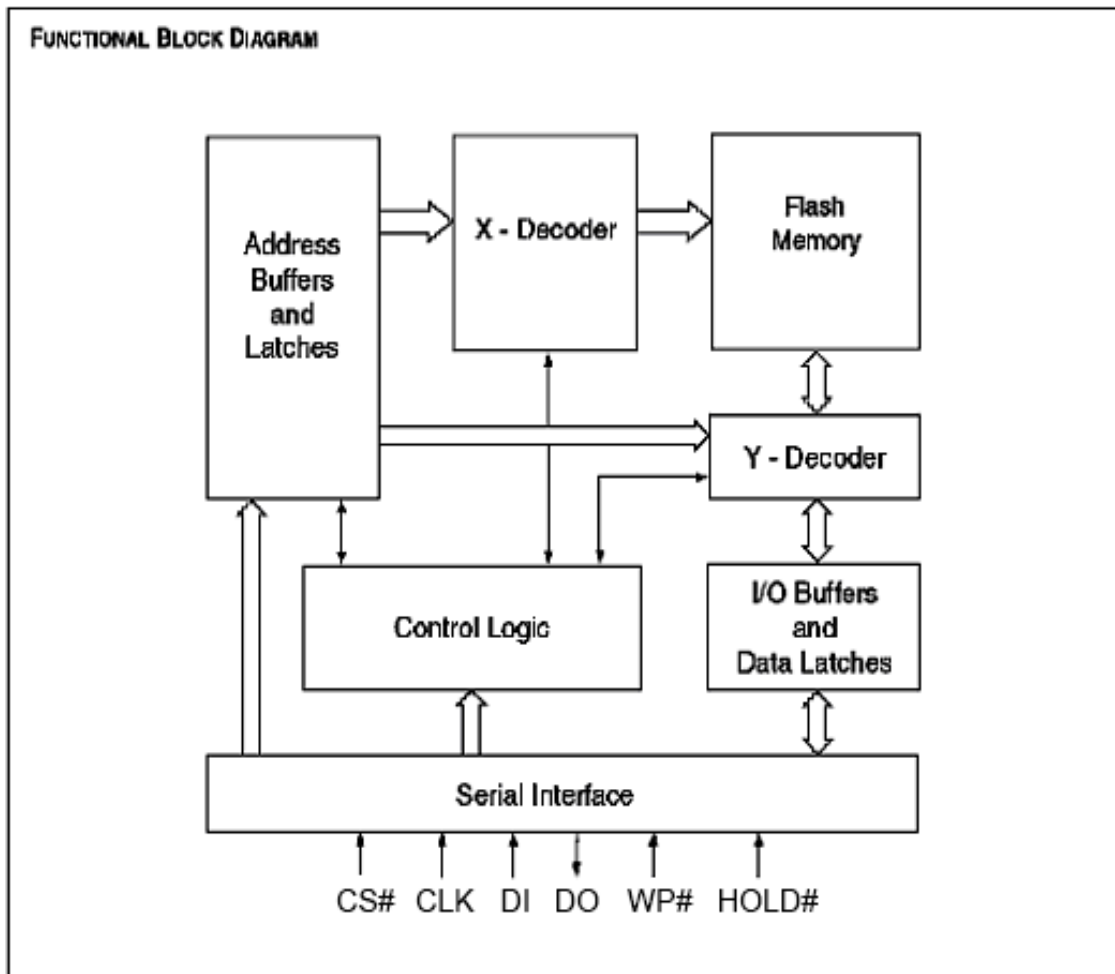 FUNCTIONAL BLOCK DIAGRAM
Address
Buffers
and
Latches
X - Decoder
Flash
Memory
Y - Decoder
Control Logic
I/O Buffers
and
Data Latches
Serial Interface
CS# CLK DI DO WP# HOLD#